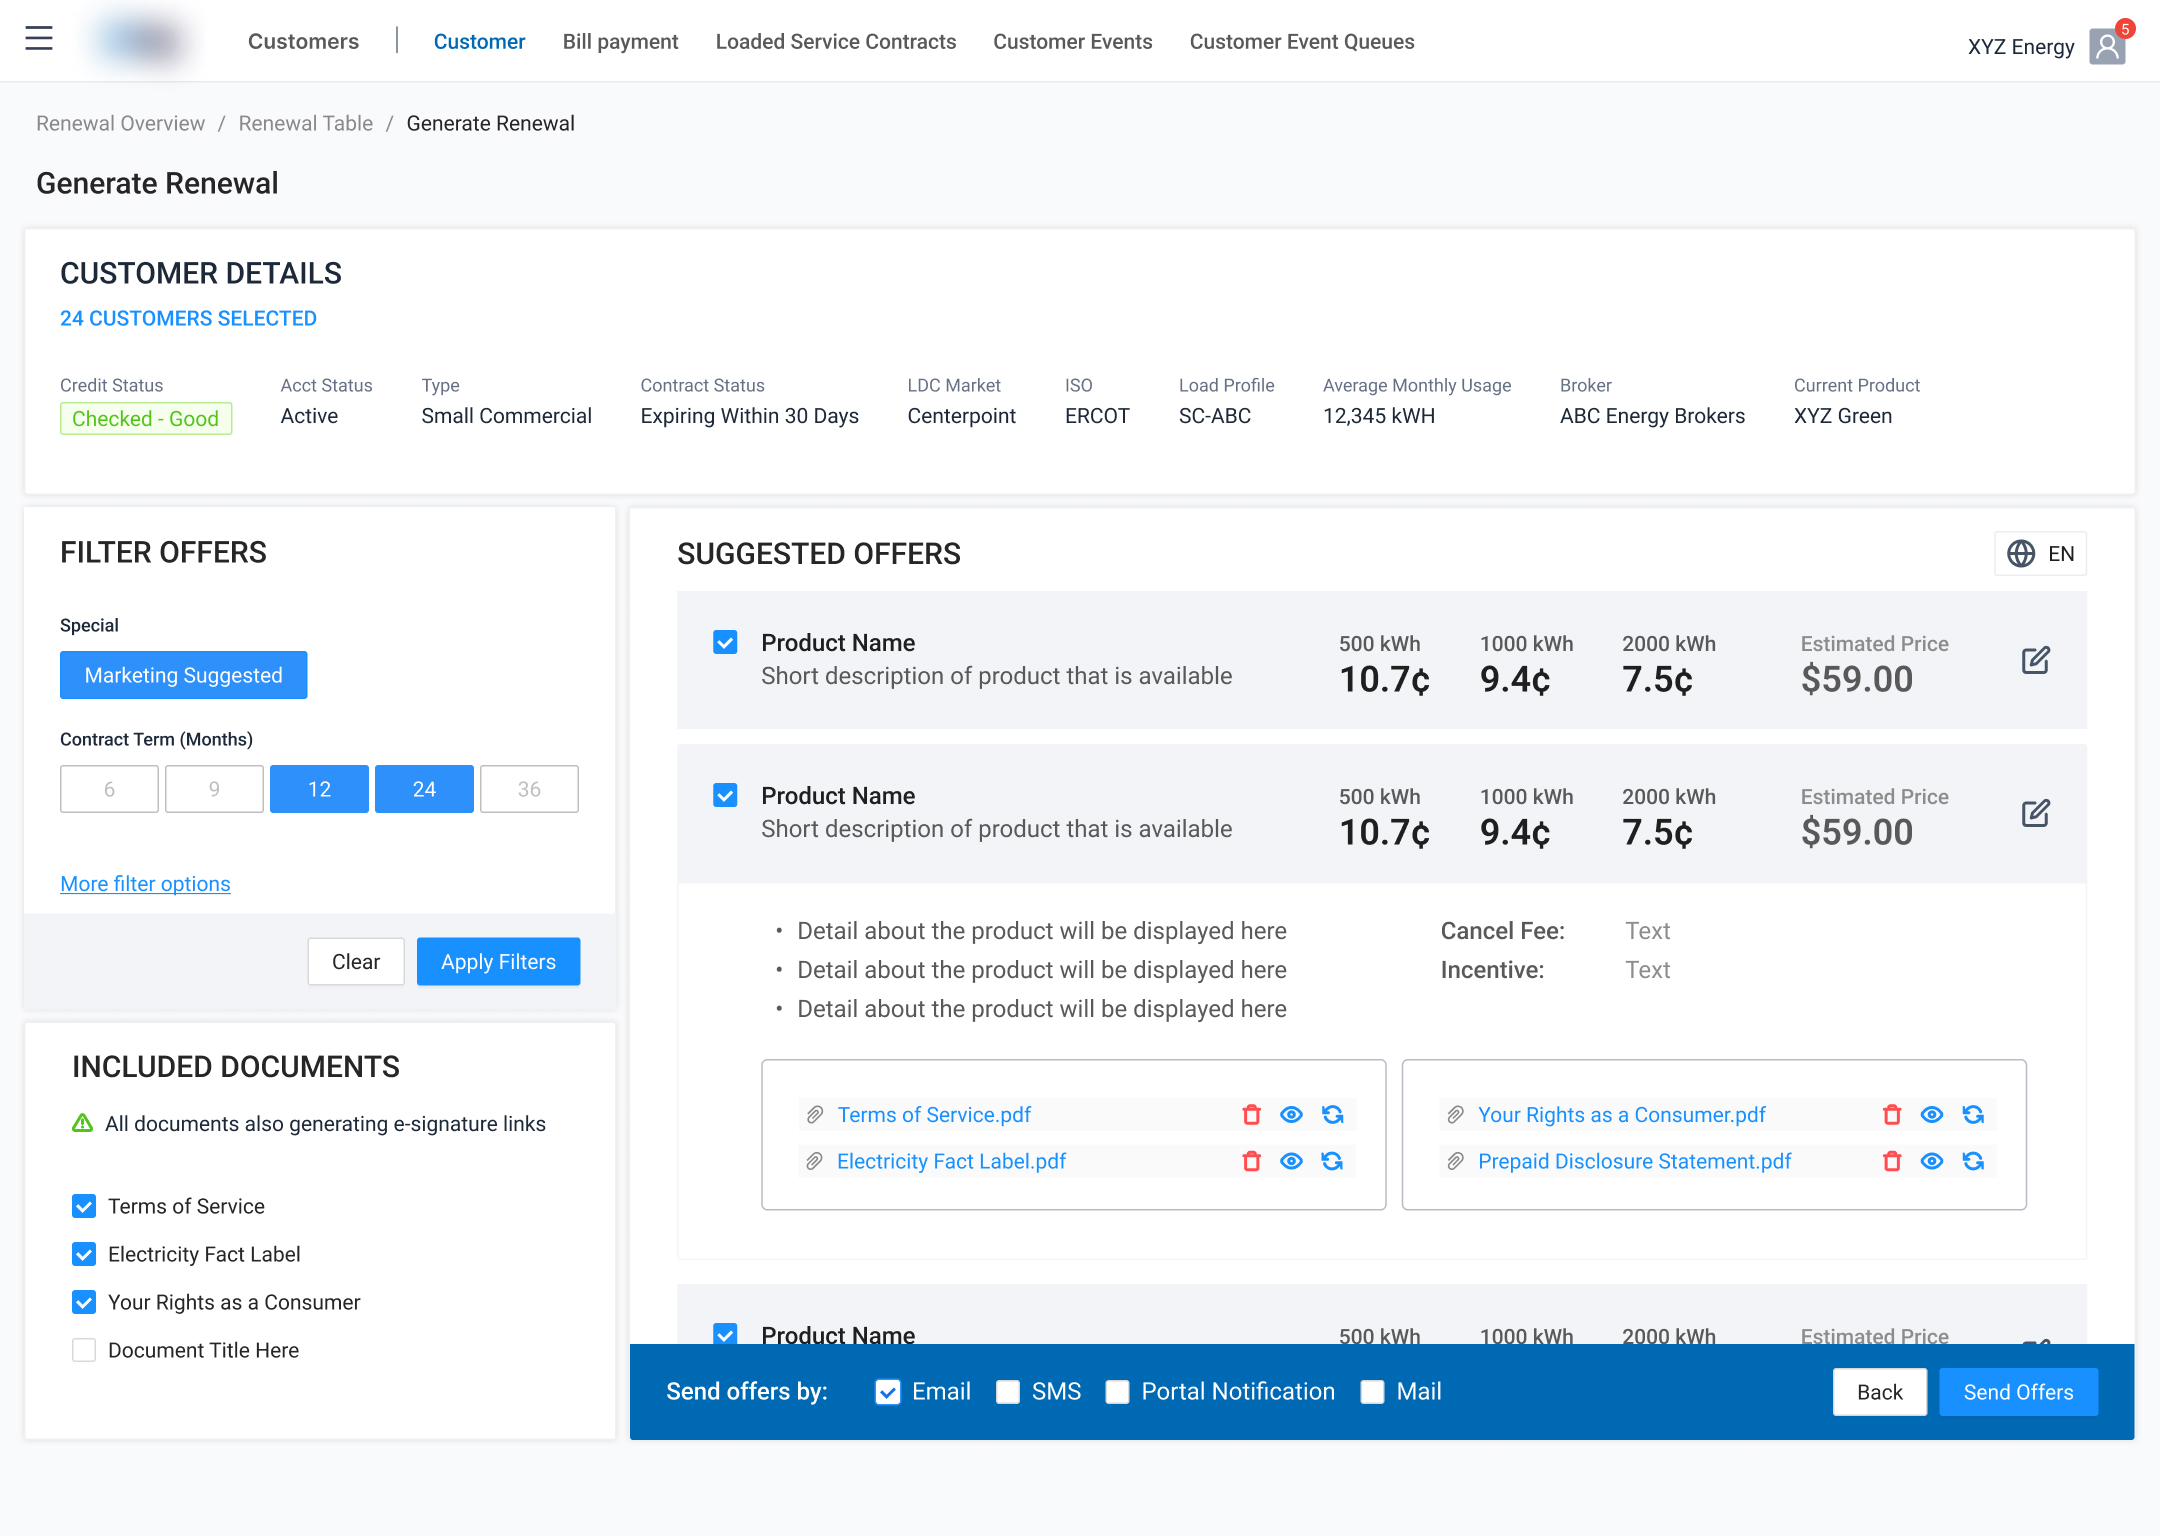 Customers
Customer
Bill payment
Loaded Service Contracts
Customer Events
Customer Event Queues
XYZ Energy
5
Renewal Overview / Renewal Table / Generate Renewal
Generate Renewal
CUSTOMER DETAILS
24 CUSTOMERS SELECTED
Credit Status
Checked - Good
Acct Status
Active
Type
Small Commercial
Contract Status
Expiring Within 30 Days
LDC Market
Centerpoint
ISO
ERCOT
Load Profile
SC-ABC
Average Monthly Usage
12,345 kWH
Broker
ABC Energy Brokers
Current Product
XYZ Green
FILTER OFFERS
Special
Marketing Suggested
Contract Term (Months)
6
9
12
24
36
More filter options
Clear
Apply Filters
INCLUDED DOCUMENTS
All documents also generating e-signature links
Terms of Service
Electricity Fact Label
Your Rights as a Consumer
Document Title Here
SUGGESTED OFFERS
EN
Product Name
Short description of product that is available
500 kWh
10.7¢
1000 kWh
9.4¢
2000 kWh
7.5¢
Estimated Price
$59.00
Product Name
Short description of product that is available
500 kWh
10.7¢
1000 kWh
9.4¢
2000 kWh
7.5¢
Estimated Price
$59.00
• Detail about the product will be displayed here
• Detail about the product will be displayed here
• Detail about the product will be displayed here
Cancel Fee: Text
Incentive: Text
Terms of Service.pdf
Electricity Fact Label.pdf
Your Rights as a Consumer.pdf
Prepaid Disclosure Statement.pdf
Product Name
500 kWh
1000 kWh
2000 kWh
Estimated Price
Send offers by:
Email
SMS
Portal Notification
Mail
Back
Send Offers